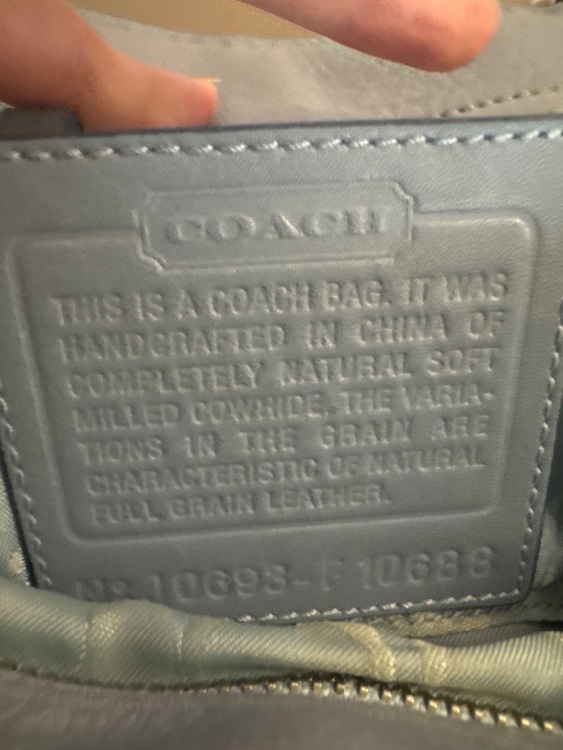 COACH
THIS IS A COACH BAG. IT WAS
HANDCRAFTED IN CHINA OF
COMPLETELY NATURAL SOFT
MILLED COWHIDE. THE VARIA-
TIONS IN THE GRAIN ARE
CHARACTERISTIC OF NATURAL
FULL GRAIN LEATHER.
No 10698-F10688